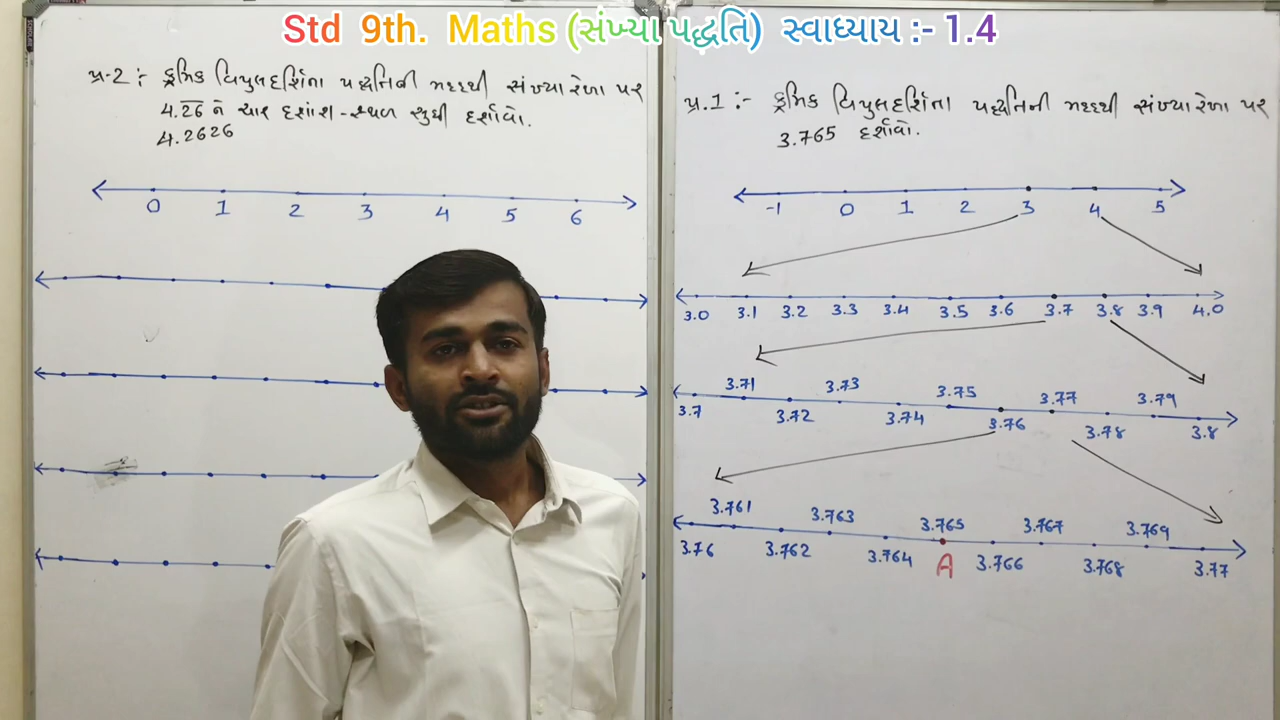 Std 9th. Maths (સંખ્યા પદ્ધતિ) સ્વાધ્યાય :- 1.4
પ્ર-2 :- ક્રમિક વિપુલદર્શિતા પદ્ધતિની મદદથી સંખ્યારેખા પર
4.2̅6̅ ને ચાર દશાંશ-સ્થળ સુધી દર્શાવો.
4.2626
0 1 2 3 4 5 6
પ્ર.1 :- ક્રમિક વિપુલદર્શિતા પદ્ધતિની મદદથી સંખ્યારેખા પર
3.765 દર્શાવો.
-1 0 1 2 3 4 5
3.0 3.1 3.2 3.3 3.4 3.5 3.6 3.7 3.8 3.9 4.0
3.71 3.73 3.75 3.77 3.79
3.7 3.72 3.74 3.76 3.78 3.8
3.761 3.763 3.765 3.767 3.769
3.76 3.762 3.764 A 3.766 3.768 3.77